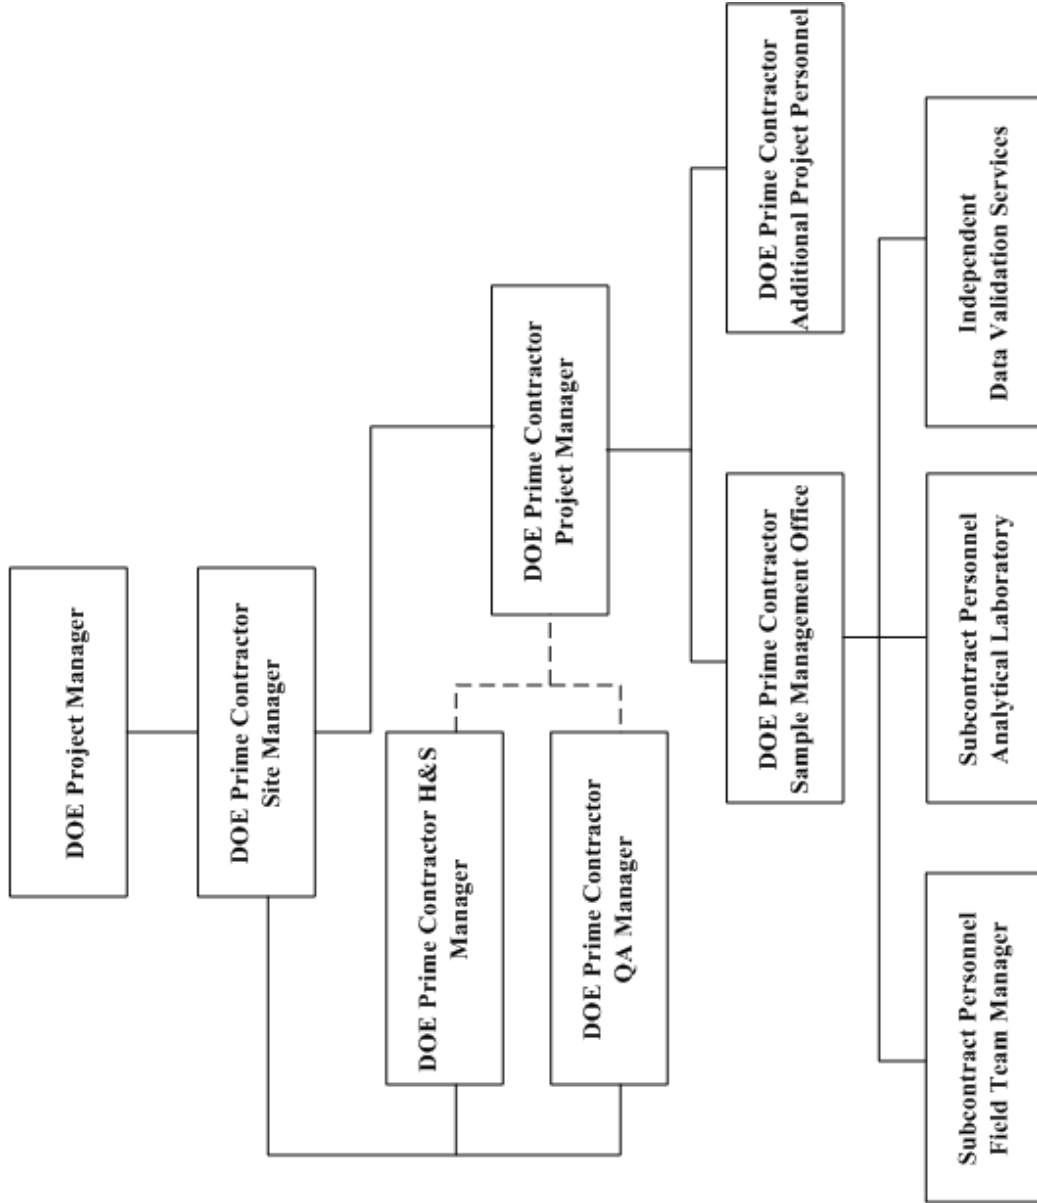 DOE Project Manager
DOE Prime Contractor
Site Manager
DOE Prime Contractor H&S
Manager
DOE Prime Contractor
QA Manager
DOE Prime Contractor
Project Manager
DOE Prime Contractor
Sample Management Office
DOE Prime Contractor
Additional Project Personnel
Subcontract Personnel
Field Team Manager
Subcontract Personnel
Analytical Laboratory
Independent
Data Validation Services